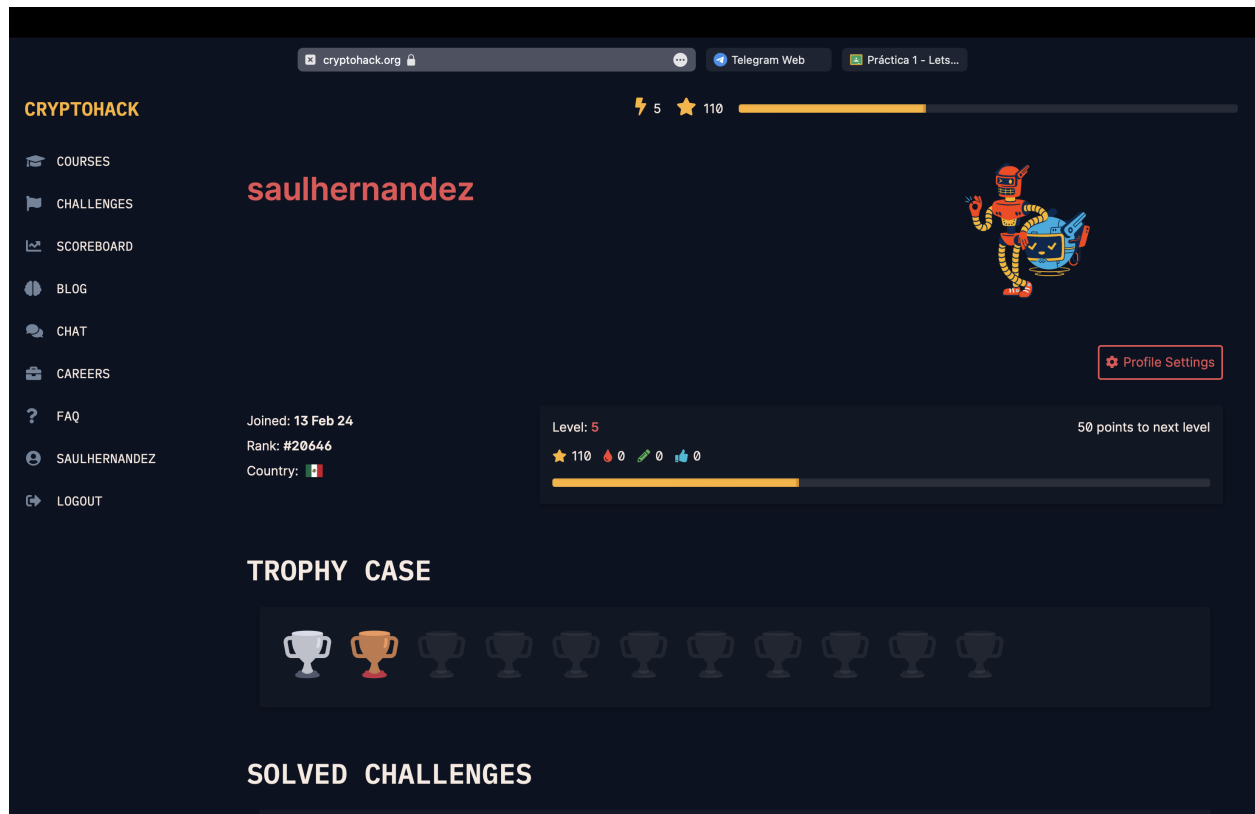 cryptohack.org
Telegram Web
Práctica 1 - Lets...
CRYPTOHACK
5 110
COURSES
CHALLENGES
SCOREBOARD
BLOG
CHAT
CAREERS
FAQ
SAULHERNANDEZ
LOGOUT
saulhernandez
Profile Settings
Joined: 13 Feb 24
Rank: #20646
Country:
Level: 5
50 points to next level
110 0 0 0
TROPHY CASE
SOLVED CHALLENGES